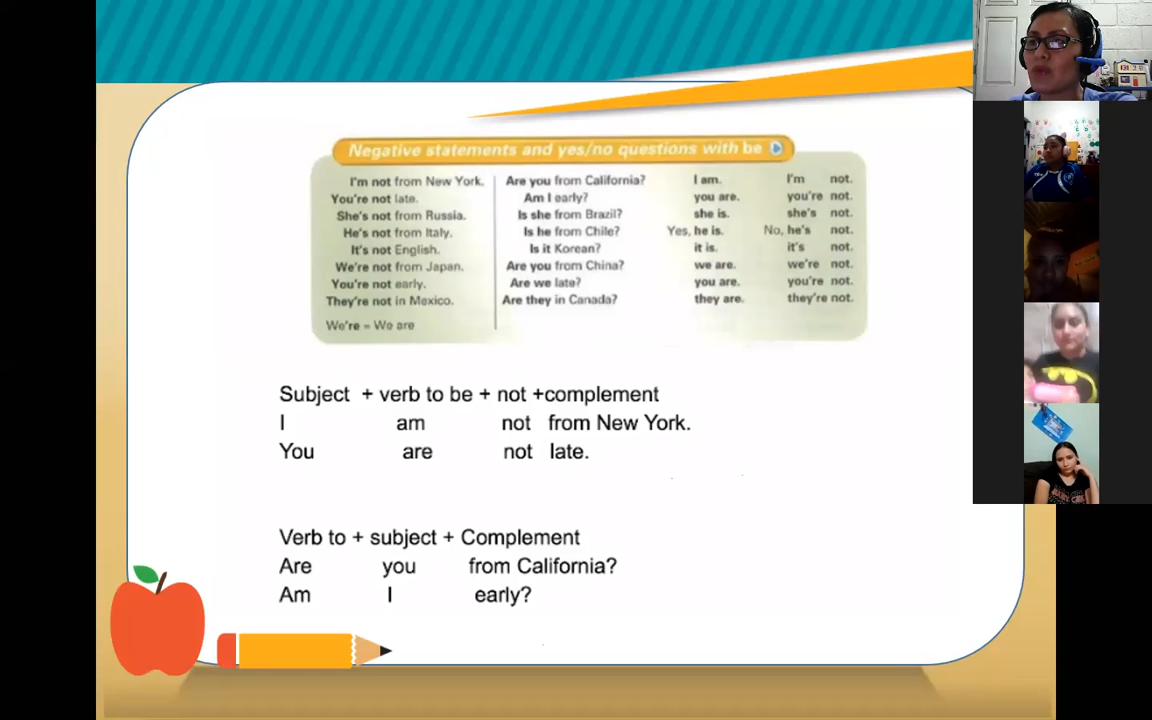 Negative statements and yes/no questions with be
I'm not from New York. Are you from California? I am. I'm not.
You're not late. Am I early? you are. you're not.
She's not from Russia. Is she from Brazil? she is. she's not.
He's not from Italy. Is he from Chile? Yes, he is. No, he's not.
It's not English. Is it Korean? it is. it's not.
We're not from Japan. Are you from China? we are. we're not.
You're not early. Are we late? you are. you're not.
They're not in Mexico. Are they in Canada? they are. they're not.
We're = We are
Subject + verb to be + not +complement
I am not from New York.
You are not late.
Verb to + subject + Complement
Are you from California?
Am I early?